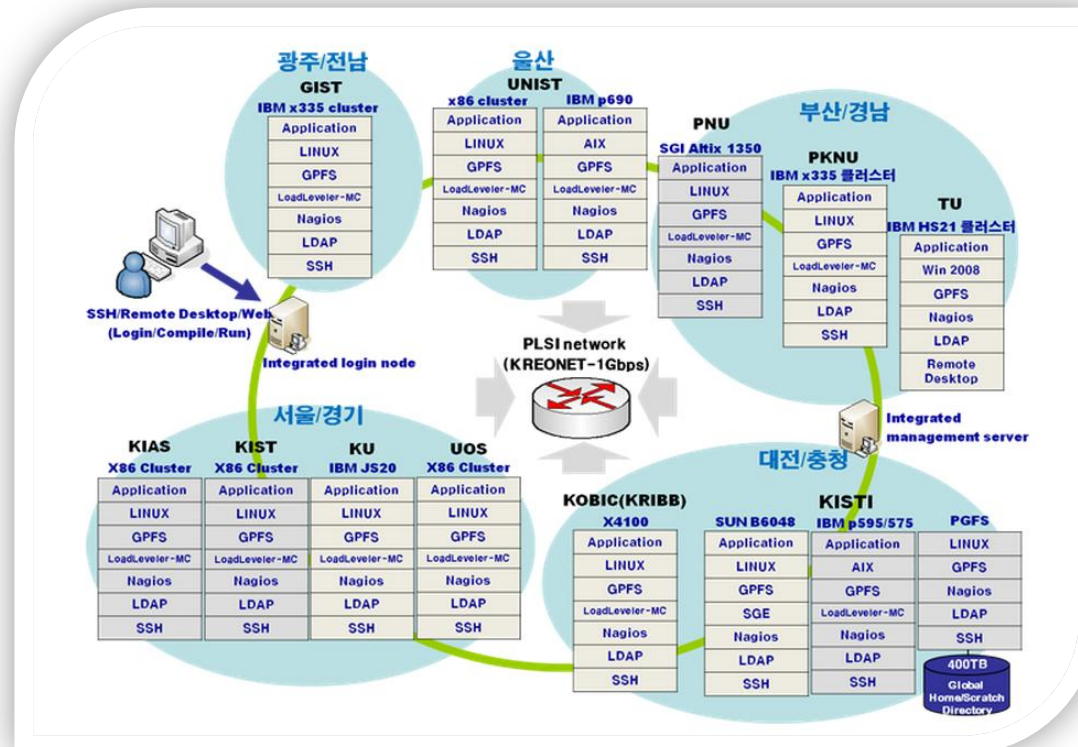 광주/전남
GIST
IBM x335 cluster
Application
LINUX
GPFS
LoadLeveler-MC
Nagios
LDAP
SSH
울산
UNIST
x86 cluster
Application
LINUX
GPFS
LoadLeveler-MC
Nagios
LDAP
SSH
IBM p690
Application
AIX
GPFS
LoadLeveler-MC
Nagios
LDAP
SSH
부산/경남
PNU
SGI Altix 1350
Application
LINUX
GPFS
LoadLeveler-MC
Nagios
LDAP
SSH
PKNU
IBM x335 클러스터
Application
LINUX
GPFS
LoadLeveler-MC
Nagios
LDAP
SSH
TU
IBM HS21 클러스터
Application
Win 2008
GPFS
Nagios
LDAP
Remote
Desktop
SSH/Remote Desktop/Web
(Login/Compile/Run)
Integrated login node
PLSI network
(KREONET-1Gbps)
Integrated
management server
서울/경기
KIAS
X86 Cluster
Application
LINUX
GPFS
LoadLeveler-MC
Nagios
LDAP
SSH
KIST
X86 Cluster
Application
LINUX
GPFS
LoadLeveler-MC
Nagios
LDAP
SSH
KU
IBM JS20
Application
LINUX
GPFS
LoadLeveler-MC
Nagios
LDAP
SSH
UOS
X86 Cluster
Application
LINUX
GPFS
LoadLeveler-MC
Nagios
LDAP
SSH
대전/충청
KOBIC(KRIBB)
X4100
Application
LINUX
GPFS
LoadLeveler-MC
Nagios
LDAP
SSH
KISTI
SUN B6048
Application
LINUX
GPFS
SGE
Nagios
LDAP
SSH
IBM p595/575
Application
AIX
GPFS
LoadLeveler-MC
Nagios
LDAP
SSH
PGFS
LINUX
GPFS
Nagios
LDAP
SSH
400TB
Global
Home/Scratch
Directory